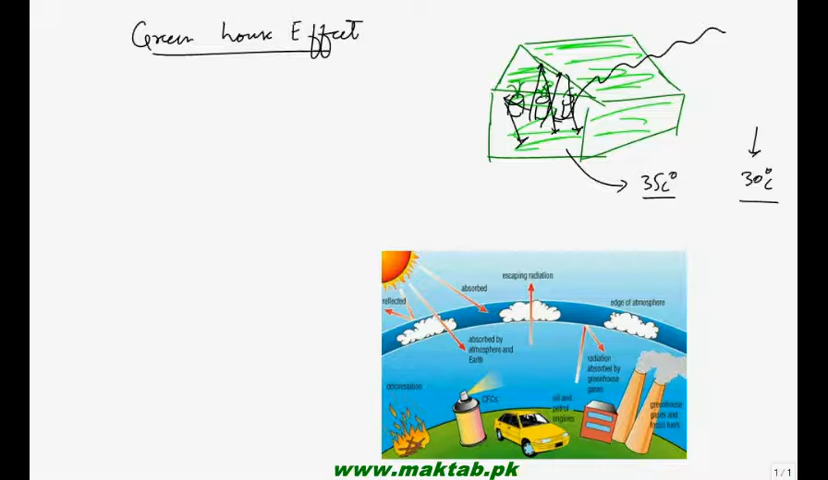 Green house Effect
35c°
30°c
escaping radiation
absorbed
reflected
edge of atmosphere
absorbed by
atmosphere and
Earth
radiation
absorbed by
greenhouse
gases
deforestation
CFCs
oil and
petrol
engines
greenhouse
gases and
fossil fuels
www.maktab.pk
1/1